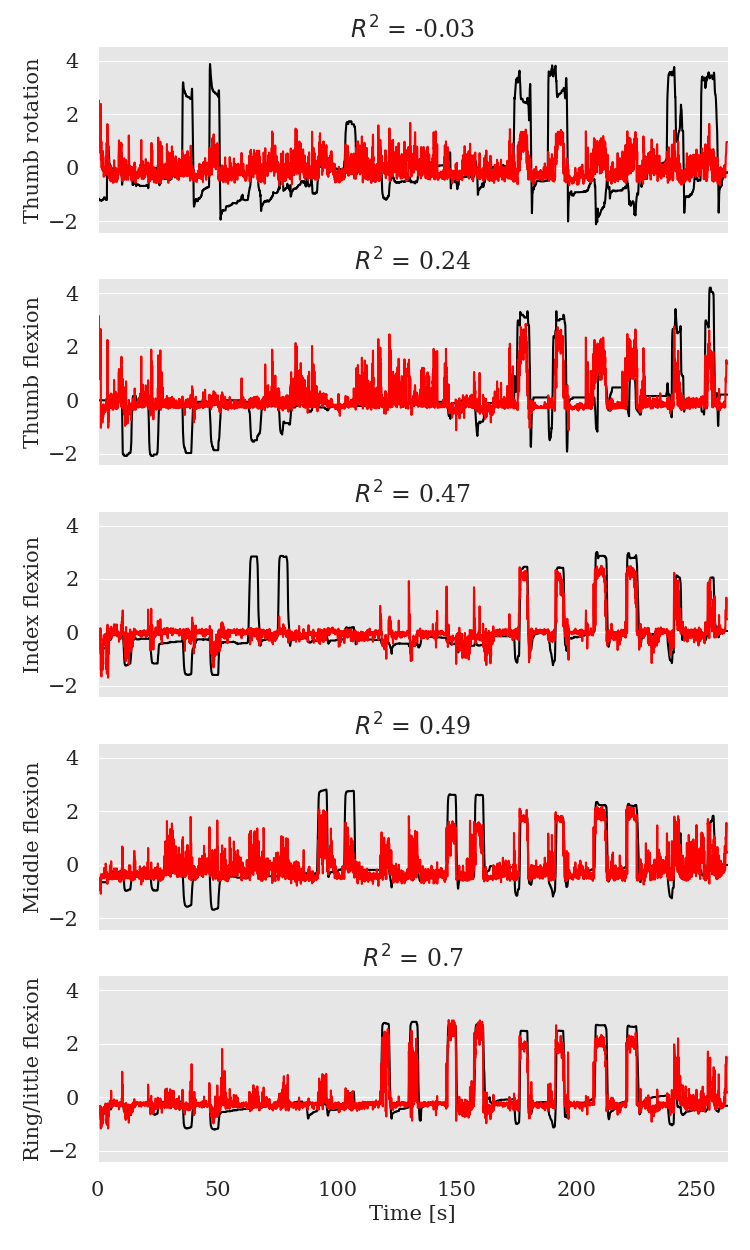 R² = -0.03
Thumb rotation
4
2
0
−2
R² = 0.24
Thumb flexion
4
2
0
−2
R² = 0.47
Index flexion
4
2
0
−2
R² = 0.49
Middle flexion
4
2
0
−2
R² = 0.7
Ring/little flexion
4
2
0
−2
0 50 100 150 200 250
Time [s]